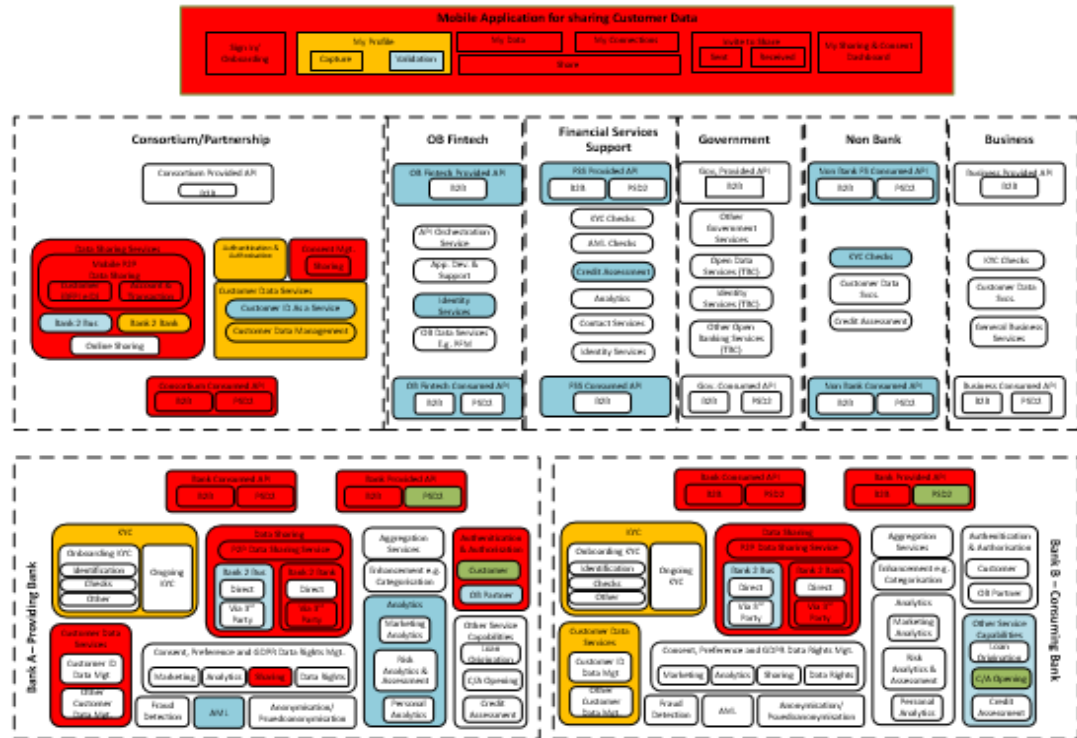 Mobile Application for sharing Customer Data
Sign In/
Onboarding
My Profile
Capture
Validation
My Data
My Connections
Share
Invite to Share
Sent
Received
My Sharing & Consent
Dashboard
Consortium/Partnership
Consortium Provided API
B2B
Data Sharing Services
Mobile P2P
Data Sharing
Customer
Account &
Transaction
Bank 2 Bus
Bank 2 Bank
Online Sharing
Authentication &
Authorisation
Consent Mgt.
Sharing
Customer Data Services
Customer ID As a Service
Customer Data Management
Consortium Consumed API
B2B
PSD2
OB Fintech
OB Fintech Provided API
B2B
API Orchestration
Service
App. Dev. &
Support
Identity
Services
OB Data Services
E.g. PFM
OB Fintech Consumed API
B2B
PSD2
Financial Services
Support
FSS Provided API
B2B
PSD2
KYC Checks
AML Checks
Credit Assessment
Analytics
Contact Services
Identity Services
FSS Consumed API
B2B
Government
Gov. Provided API
B2B
Other
Government
Services
Open Data
Services (TBC)
Identity
Services (TBC)
Other Open
Banking Services
(TBC)
Gov. Consumed API
B2B
PSD2
Non Bank
Non Bank FS Consumed API
B2B
PSD2
KYC Checks
Customer Data
Svcs.
Credit Assessment
Non Bank Consumed API
B2B
PSD2
Business
Business Provided API
B2B
KYC Checks
Customer Data
Svcs.
General Business
Services
Business Consumed API
B2B
PSD2
Bank A – Providing Bank
Bank Consumed API
B2B
PSD2
Bank Provided API
B2B
PSD2
KYC
Onboarding KYC
Identification
Checks
Other
Ongoing
KYC
Data Sharing
P2P Data Sharing Service
Bank 2 Bus
Direct
Via 3rd
Party
Bank 2 Bank
Direct
Via 3rd
Party
Aggregation
Services
Enhancement e.g.
Categorisation
Authentication
& Authorisation
Customer
OB Partner
Analytics
Marketing
Analytics
Risk
Analytics &
Assessment
Personal
Analytics
Other Service
Capabilities
Loan
Origination
C/A Opening
Credit
Assessment
Customer Data
Services
Customer ID
Data Mgt
Other
Customer
Data Mgt.
Consent, Preference and GDPR Data Rights Mgt.
Marketing
Analytics
Sharing
Data Rights
Fraud
Detection
AML
Anonymisation/
Psuedoanonymisation
Bank B – Consuming Bank
Bank Consumed API
B2B
PSD2
Bank Provided API
B2B
PSD2
KYC
Onboarding KYC
Identification
Checks
Other
Ongoing
KYC
Data Sharing
P2P Data Sharing Service
Bank 2 Bus
Direct
Via 3rd
Party
Bank 2 Bank
Direct
Via 3rd
Party
Aggregation
Services
Enhancement e.g.
Categorisation
Authentication
& Authorisation
Customer
OB Partner
Analytics
Marketing
Analytics
Risk
Analytics &
Assessment
Personal
Analytics
Other Service
Capabilities
Loan
Origination
C/A Opening
Credit
Assessment
Customer Data
Services
Customer ID
Data Mgt
Other
Customer
Data Mgt.
Consent, Preference and GDPR Data Rights Mgt.
Marketing
Analytics
Sharing
Data Rights
Fraud
Detection
AML
Anonymisation/
Psuedoanonymisation